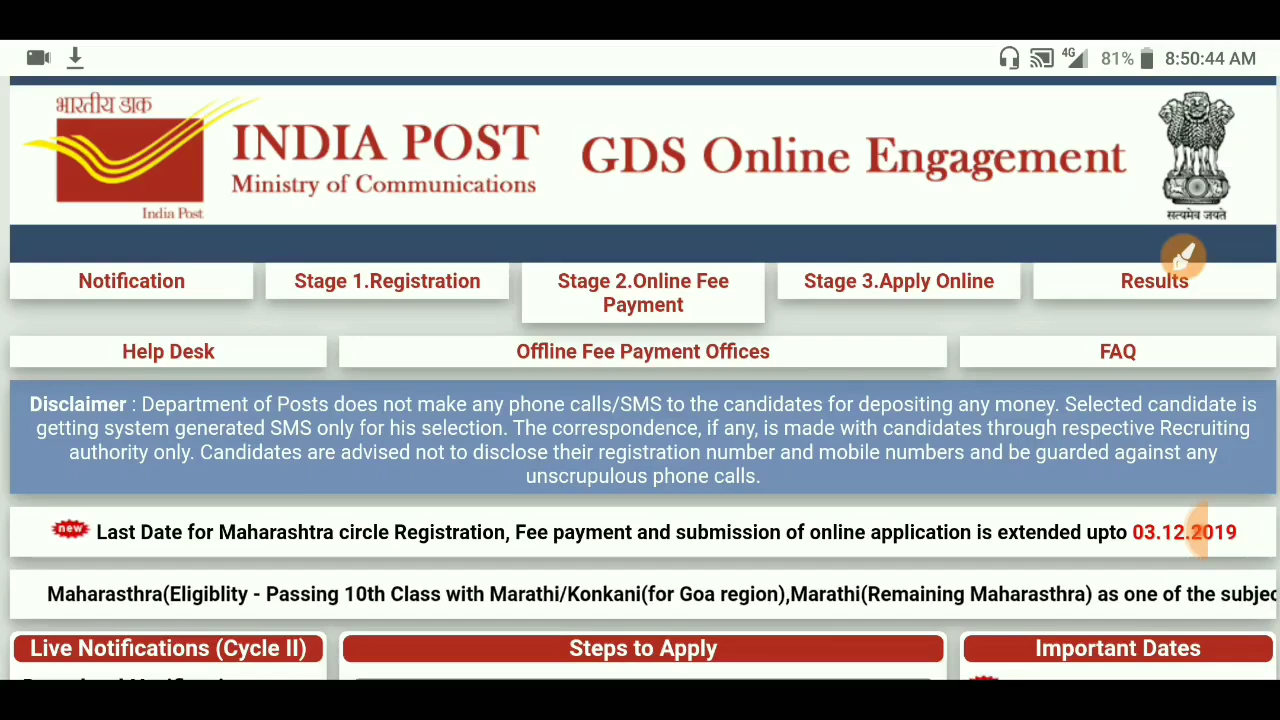 4G 81% 8:50:44 AM
भारतीय डाक
India Post
INDIA POST
Ministry of Communications
GDS Online Engagement
सत्यमेव जयते
Notification
Stage 1.Registration
Stage 2.Online Fee
Payment
Stage 3.Apply Online
Results
Help Desk
Offline Fee Payment Offices
FAQ
Disclaimer : Department of Posts does not make any phone calls/SMS to the candidates for depositing any money. Selected candidate is
getting system generated SMS only for his selection. The correspondence, if any, is made with candidates through respective Recruiting
authority only. Candidates are advised not to disclose their registration number and mobile numbers and be guarded against any
unscrupulous phone calls.
new Last Date for Maharashtra circle Registration, Fee payment and submission of online application is extended upto 03.12.2019
Maharasthra(Eligiblity - Passing 10th Class with Marathi/Konkani(for Goa region),Marathi(Remaining Maharasthra) as one of the subjec
Live Notifications (Cycle II)
Steps to Apply
Important Dates